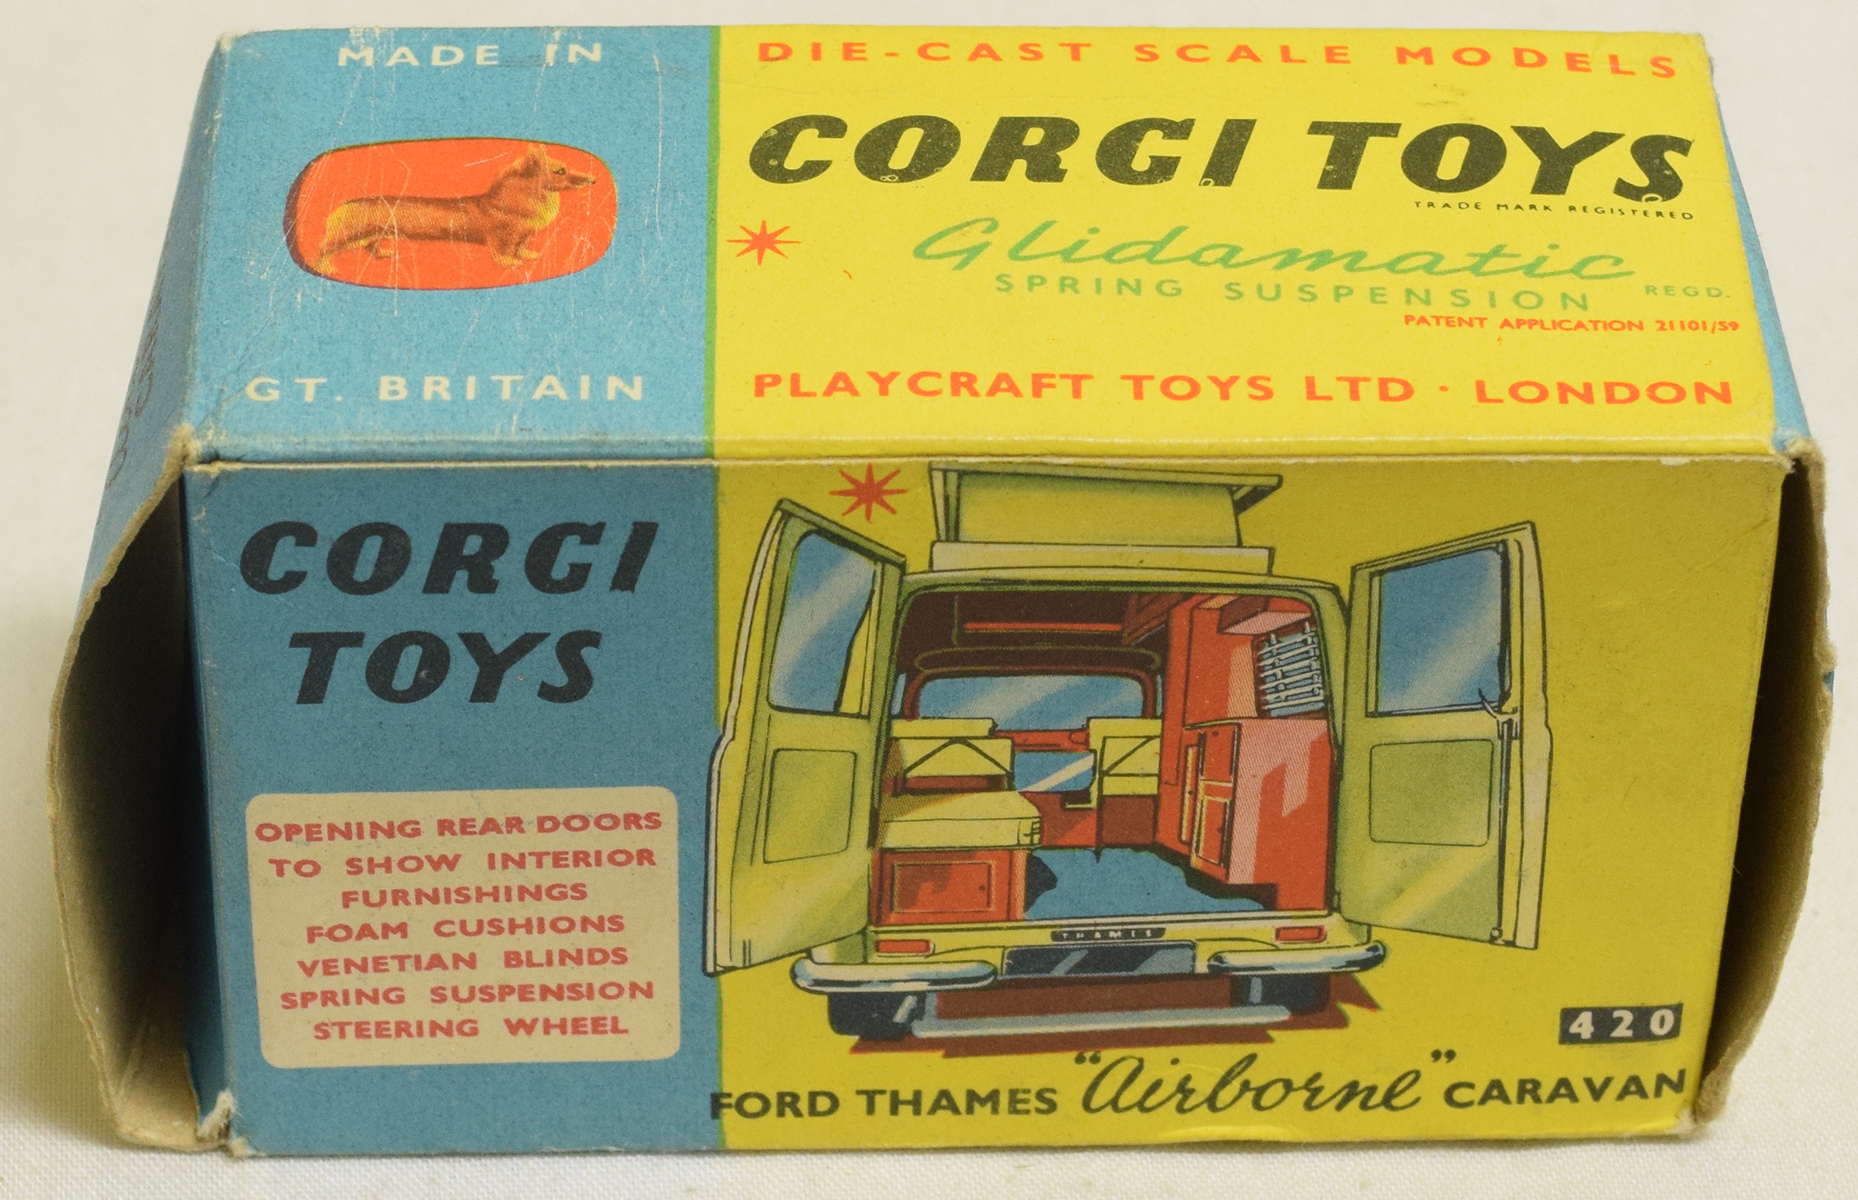 MADE IN
GT. BRITAIN
DIE-CAST SCALE MODELS
CORGI TOYS
TRADE MARK REGISTERED
Glidamatic
SPRING SUSPENSION REGD.
PATENT APPLICATION 21101/59
PLAYCRAFT TOYS LTD · LONDON
CORGI
TOYS
OPENING REAR DOORS
TO SHOW INTERIOR
FURNISHINGS
FOAM CUSHIONS
VENETIAN BLINDS
SPRING SUSPENSION
STEERING WHEEL
THAMES
420
FORD THAMES "Airborne" CARAVAN